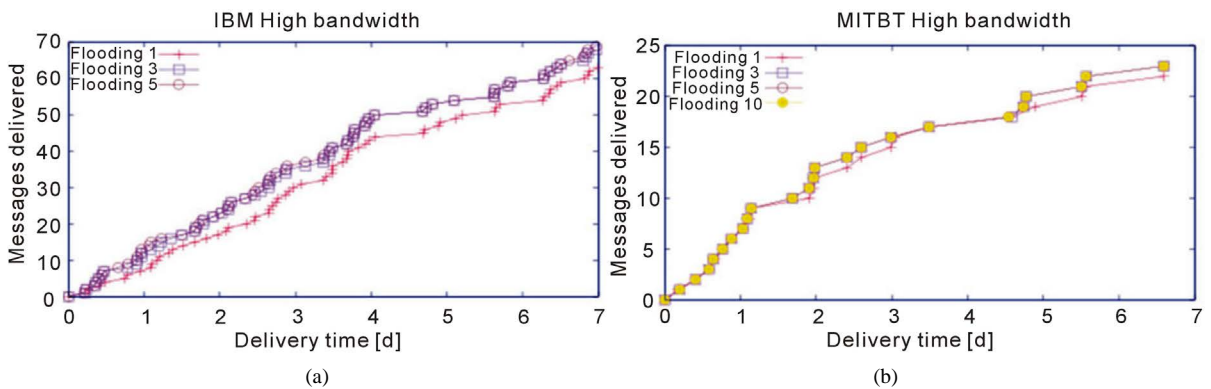 IBM High bandwidth
70
60
50
40
30
20
10
0
Messages delivered
Flooding 1
Flooding 3
Flooding 5
0 1 2 3 4 5 6 7
Delivery time [d]
(a)
MITBT High bandwidth
25
20
15
10
5
0
Messages delivered
Flooding 1
Flooding 3
Flooding 5
Flooding 10
0 1 2 3 4 5 6 7
Delivery time [d]
(b)